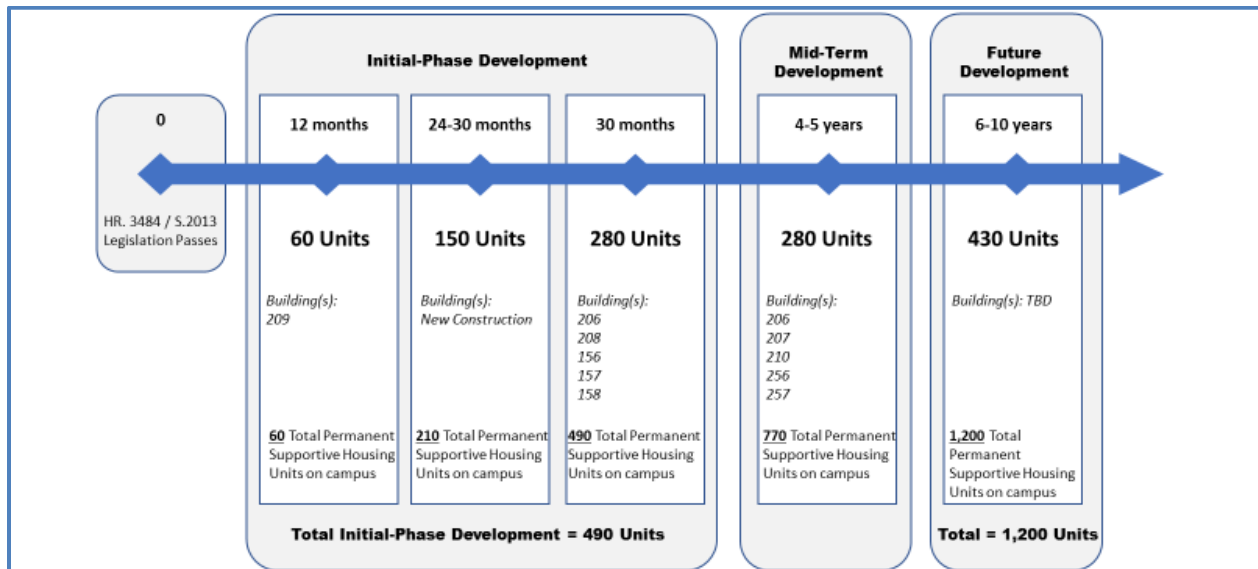 Initial-Phase Development
Mid-Term
Development
Future
Development
0
HR. 3484 / S.2013
Legislation Passes
12 months
60 Units
Building(s):
209
60 Total Permanent
Supportive Housing
Units on campus
24-30 months
150 Units
Building(s):
New Construction
210 Total Permanent
Supportive Housing
Units on campus
30 months
280 Units
Building(s):
206
208
156
157
158
490 Total Permanent
Supportive Housing
Units on campus
Total Initial-Phase Development = 490 Units
4-5 years
280 Units
Building(s):
206
207
210
256
257
770 Total Permanent
Supportive Housing
Units on campus
6-10 years
430 Units
Building(s): TBD
1,200 Total
Permanent
Supportive Housing
Units on campus
Total = 1,200 Units